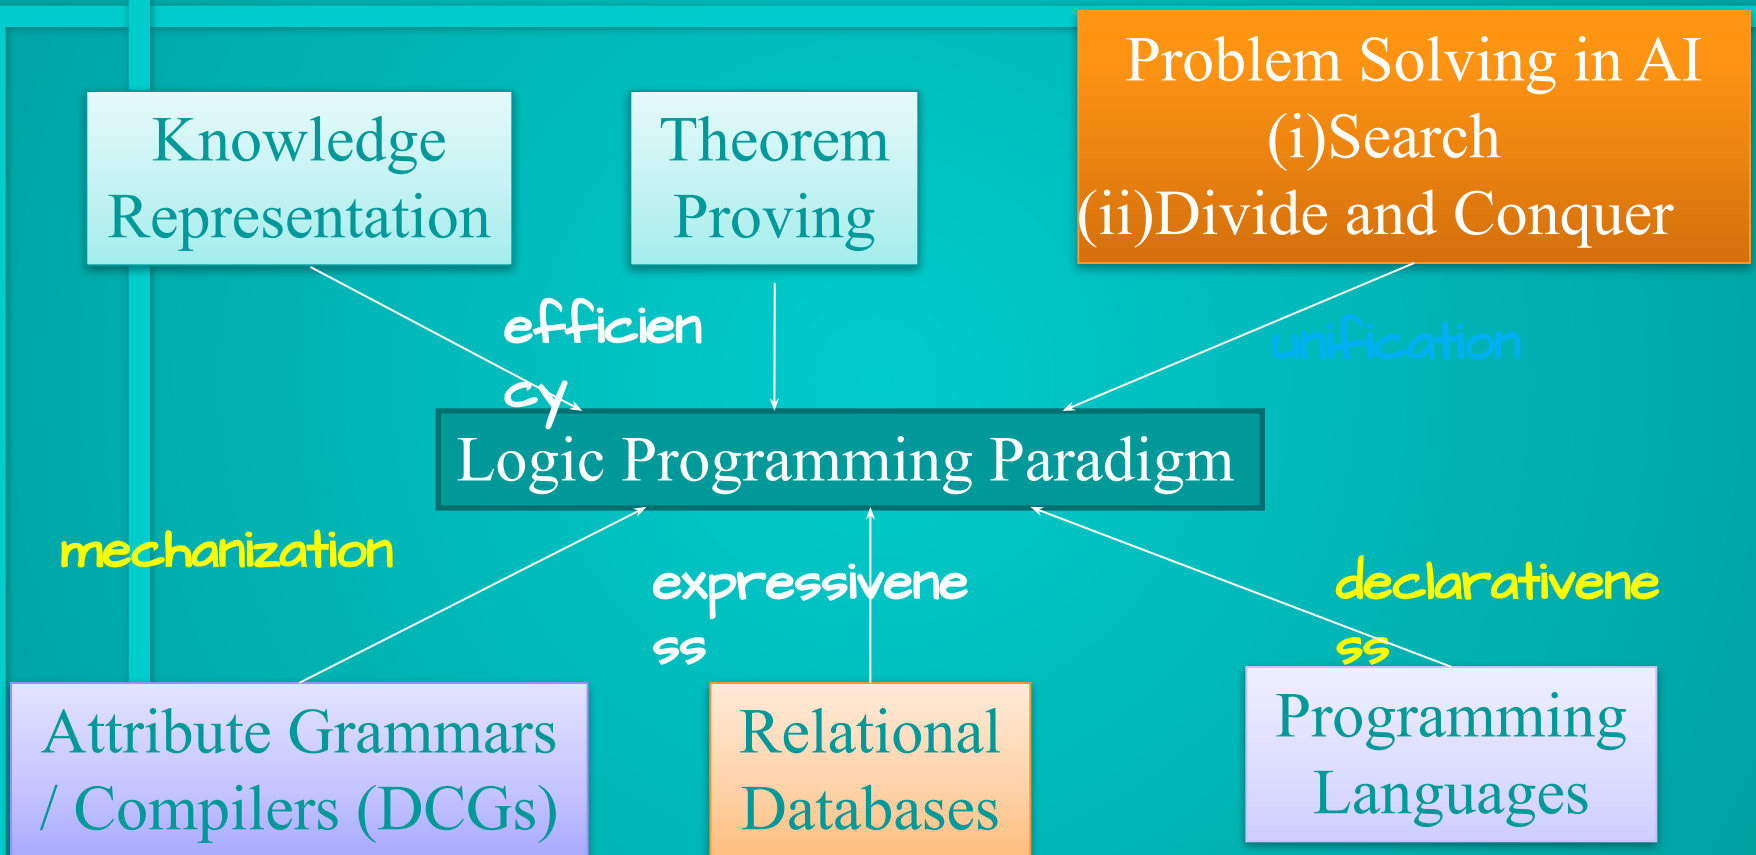 Problem Solving in AI
(i)Search
(ii)Divide and Conquer
Knowledge
Representation
Theorem
Proving
efficien
cy
unification
Logic Programming Paradigm
mechanization
expressivene
ss
declarativene
ss
Attribute Grammars
/ Compilers (DCGs)
Relational
Databases
Programming
Languages